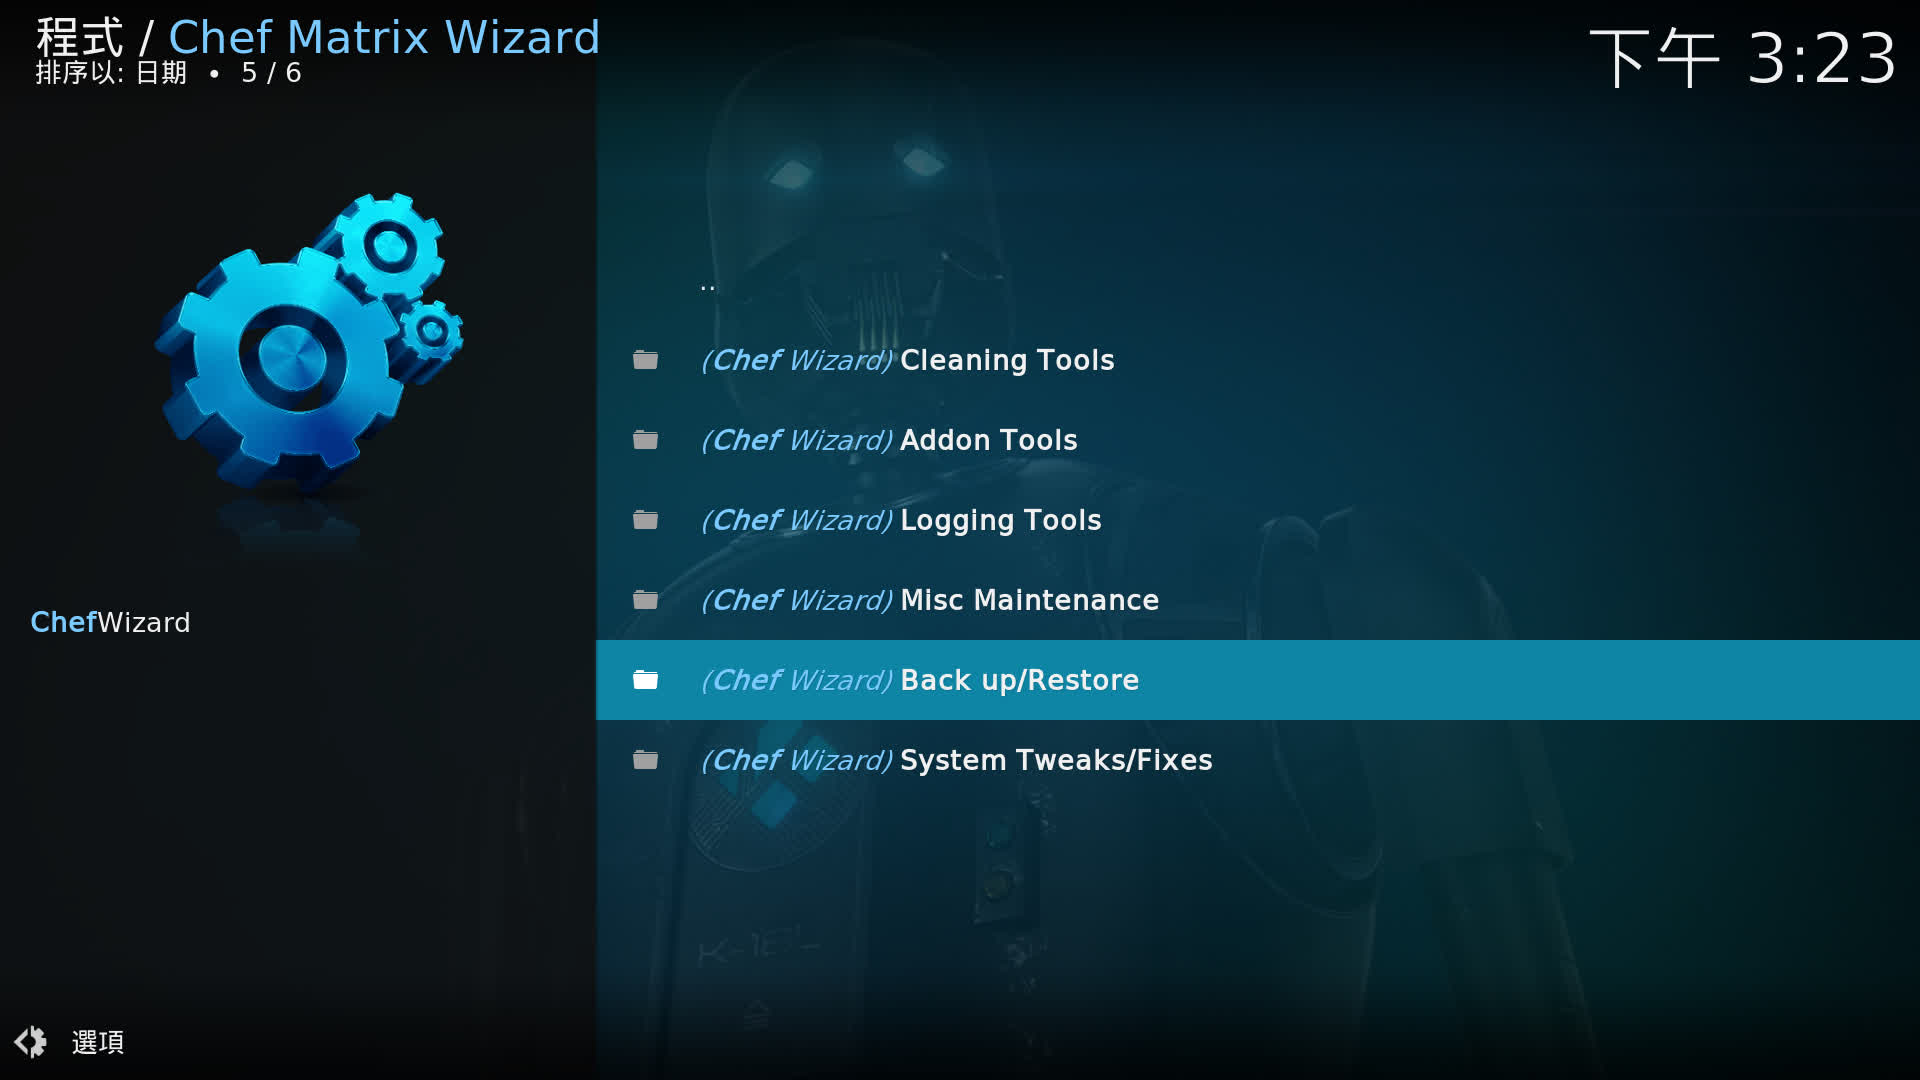 程式 / Chef Matrix Wizard
排序以: 日期 • 5 / 6
下午 3:23
..
(Chef Wizard) Cleaning Tools
(Chef Wizard) Addon Tools
(Chef Wizard) Logging Tools
(Chef Wizard) Misc Maintenance
ChefWizard
(Chef Wizard) Back up/Restore
(Chef Wizard) System Tweaks/Fixes
選項